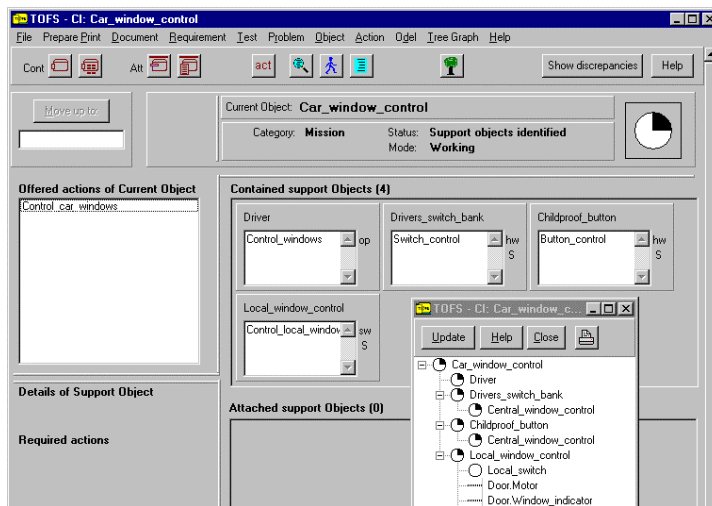 TOFS - CI: Car_window_control
File Prepare Print Document Requirement Test Problem Object Action Odel Tree Graph Help
Cont Att act Show discrepancies Help
Move up to:
Current Object: Car_window_control
Category: Mission Status: Support objects identified
Mode: Working
Offered actions of Current Object
Control_car_windows
Contained support Objects (4)
Driver
Control_windows
op
Drivers_switch_bank
Switch_control
hw
S
Childproof_button
Button_control
hw
S
Local_window_control
Control_local_window
sw
S
Details of Support Object
Required actions
Attached support Objects (0)
TOFS - CI: Car_window_c...
Update Help Close
Car_window_control
Driver
Drivers_switch_bank
Central_window_control
Childproof_button
Central_window_control
Local_window_control
Local_switch
Door.Motor
Door.Window_indicator